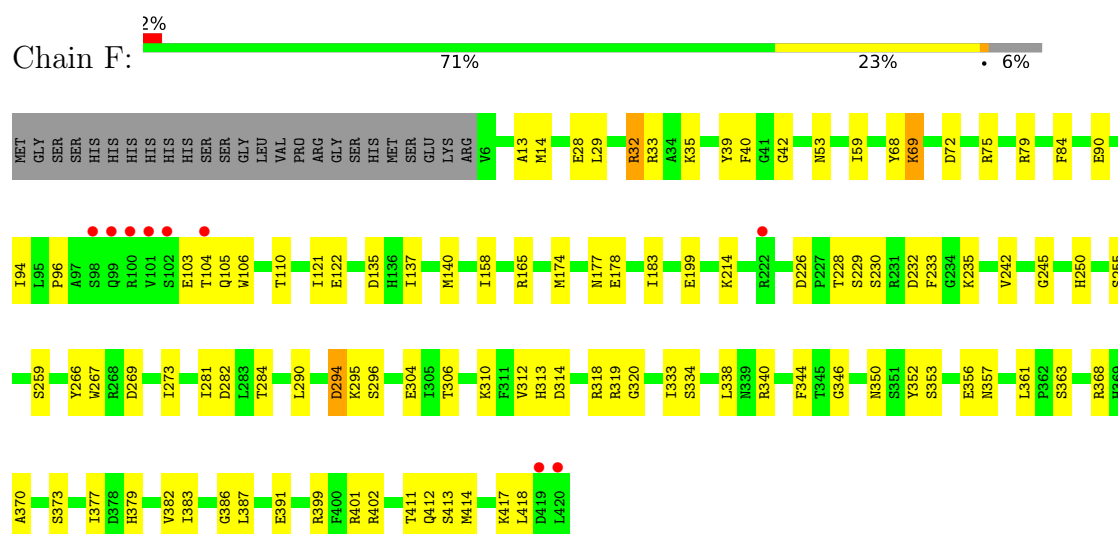 2%
Chain F:
71% 23% • 6%
MET GLY SER SER HIS HIS HIS HIS HIS HIS SER SER GLY LEU VAL PRO ARG GLY SER HIS MET SER GLU LYS ARG V6 A13 M14 E28 L29 R32 R33 A34 K35 Y39 F40 G41 G42 N53 I59 Y68 K69 D72 R75 R79 F84 E90
I94 L95 P96 A97 S98 Q99 R100 V101 S102 E103 T104 Q105 W106 T110 I121 E122 D135 H136 I137 M140 I158 R165 M174 N177 E178 I183 E199 K214 R222 D226 P227 T228 S229 S230 R231 D232 F233 G234 K235 V242 G245 H250 S255
S259 Y266 W267 R268 D269 I273 I281 D282 L283 T284 L290 D294 K295 S296 E304 I305 T306 K310 F311 V312 H313 D314 R318 R319 G320 I333 S334 L338 N339 R340 F344 T345 G346 N350 S351 Y352 S353 E356 N357 L361 P362 S363 R368 H369
A370 S373 I377 D378 H379 V382 I383 G386 L387 E391 R399 F400 R401 R402 T411 Q412 S413 M414 K417 L418 D419 L420